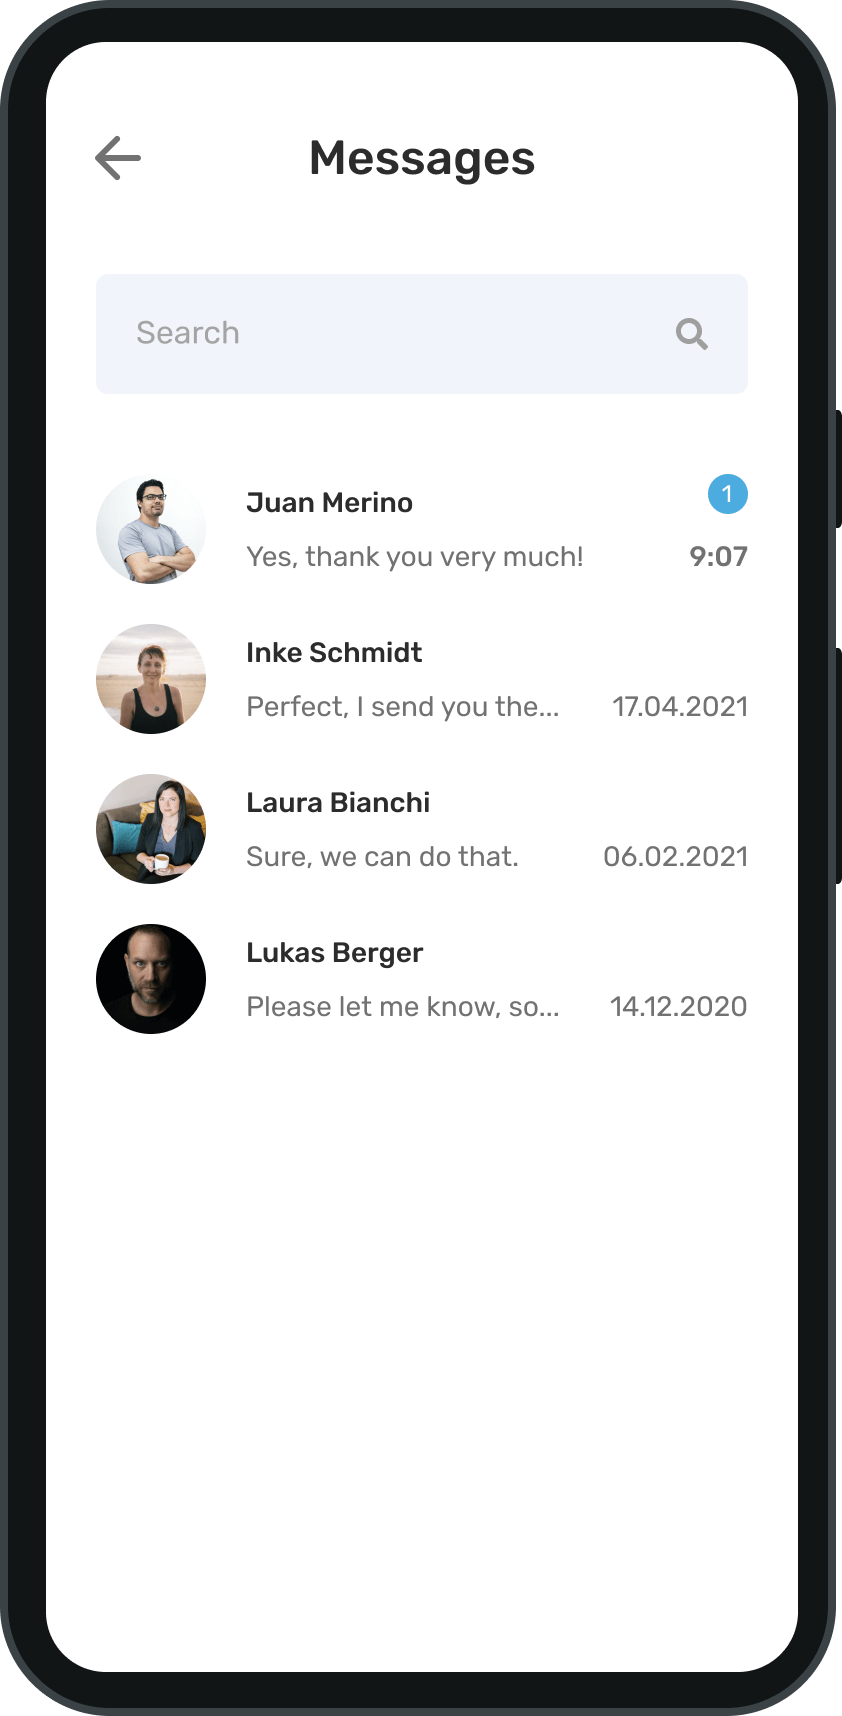 Messages
Search
Juan Merino
1
Yes, thank you very much!
9:07
Inke Schmidt
Perfect, I send you the...
17.04.2021
Laura Bianchi
Sure, we can do that.
06.02.2021
Lukas Berger
Please let me know, so...
14.12.2020